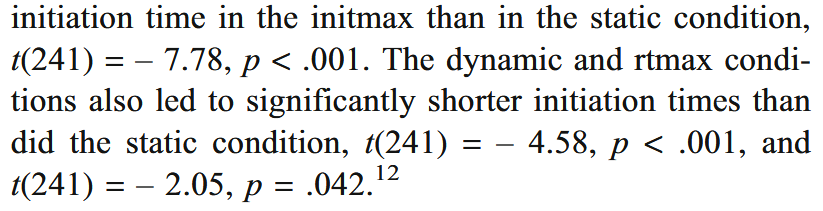 initiation time in the initmax than in the static condition,
t(241) = – 7.78, p < .001. The dynamic and rtmax condi-
tions also led to significantly shorter initiation times than
did the static condition, t(241) = – 4.58, p < .001, and
t(241) = – 2.05, p = .042.12